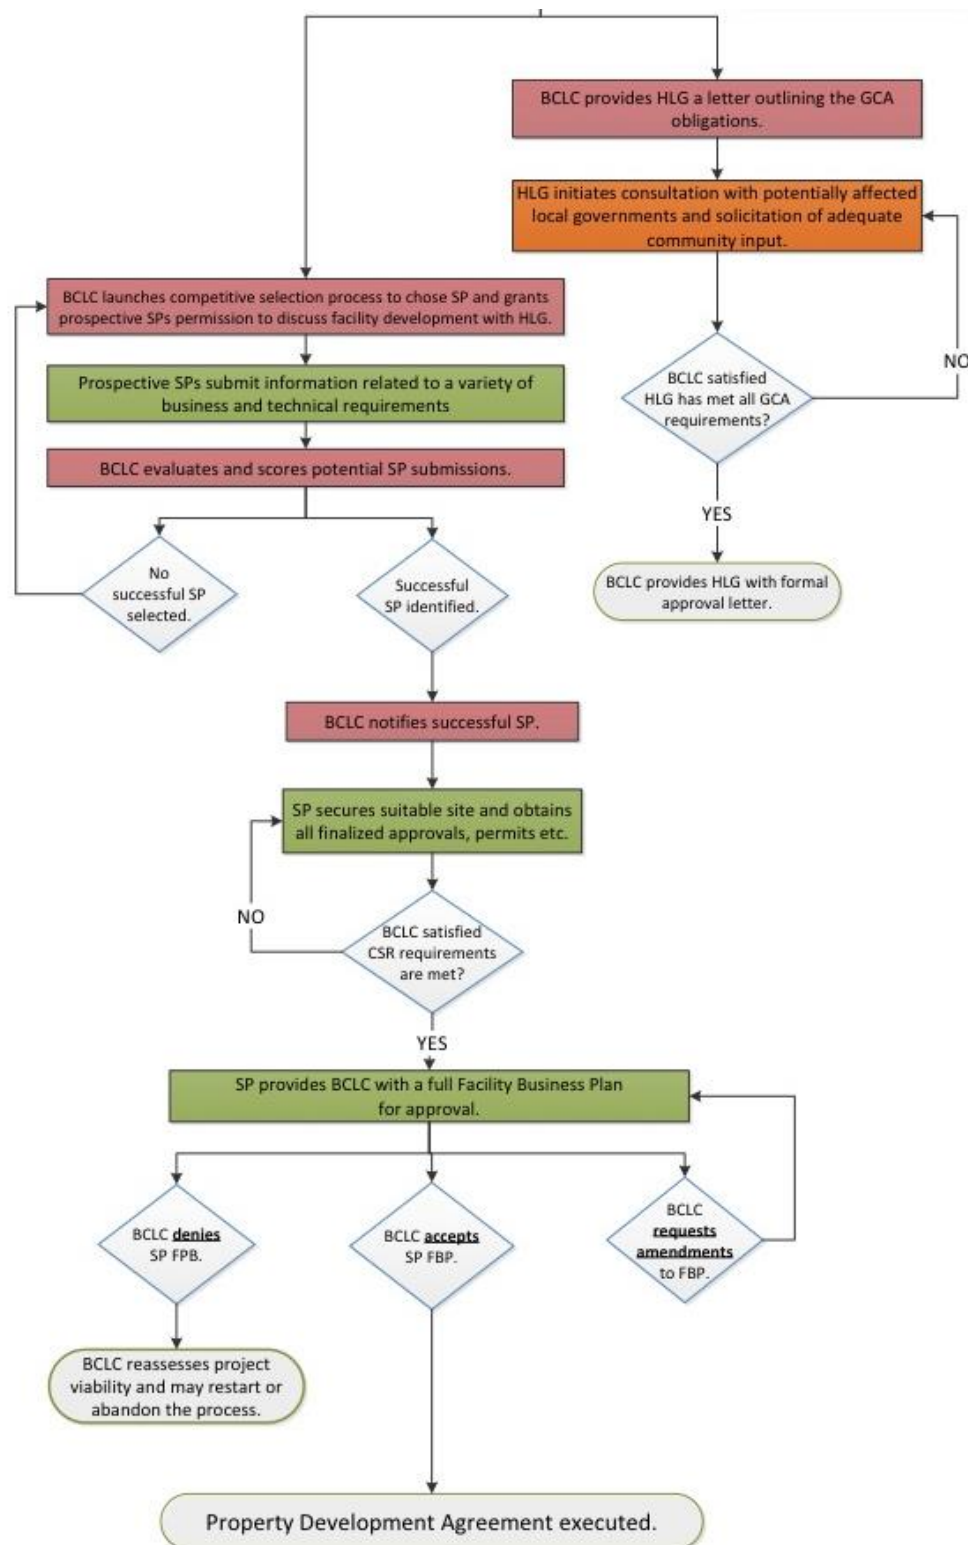 BCLC provides HLG a letter outlining the GCA
obligations.
HLG initiates consultation with potentially affected
local governments and solicitation of adequate
community input.
BCLC launches competitive selection process to chose SP and grants
prospective SPs permission to discuss facility development with HLG.
NO
BCLC satisfied
HLG has met all GCA
requirements?
Prospective SPs submit information related to a variety of
business and technical requirements
BCLC evaluates and scores potential SP submissions.
YES
No
successful SP
selected.
Successful
SP identified.
BCLC provides HLG with formal
approval letter.
BCLC notifies successful SP.
SP secures suitable site and obtains
all finalized approvals, permits etc.
NO
BCLC satisfied
CSR requirements
are met?
YES
SP provides BCLC with a full Facility Business Plan
for approval.
BCLC denies
SP FPB.
BCLC accepts
SP FBP.
BCLC
requests
amendments
to FBP.
BCLC reassesses project
viability and may restart or
abandon the process.
Property Development Agreement executed.